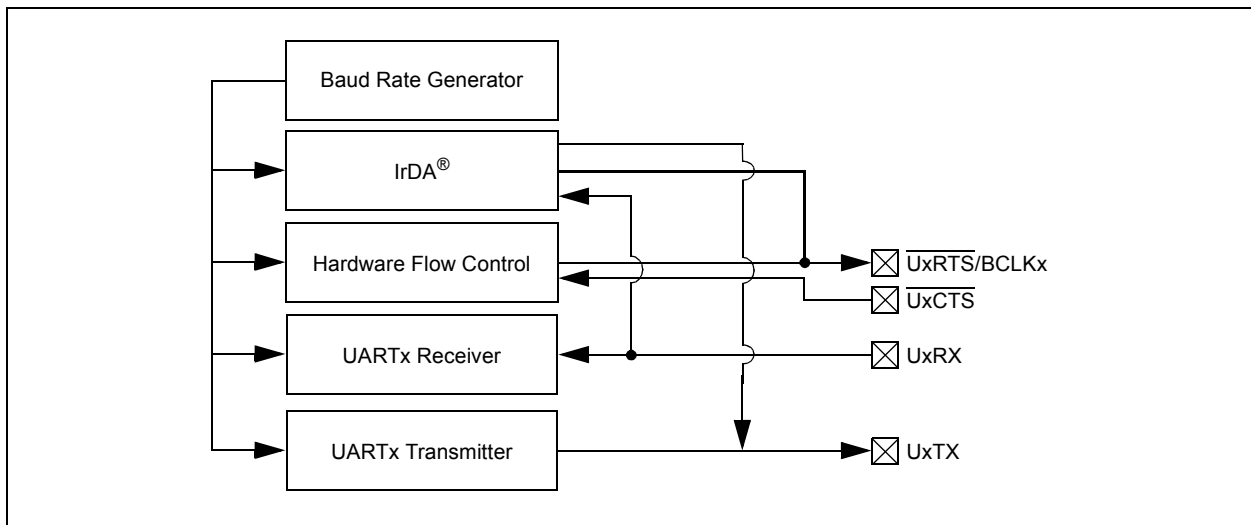 Baud Rate Generator
IrDA®
Hardware Flow Control
UxRTS/BCLKx
UxCTS
UARTx Receiver
UxRX
UARTx Transmitter
UxTX